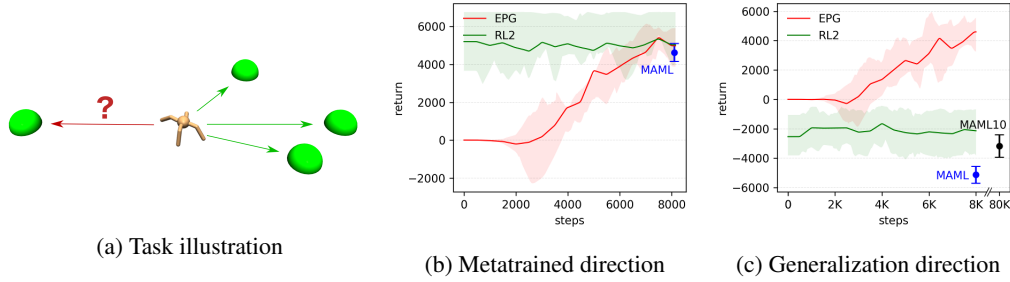 ?
(a) Task illustration
EPG
RL2
6000
4000
2000
0
−2000
return
MAML
0 2000 4000 6000 8000
steps
(b) Metatrained direction
EPG
RL2
6000
4000
2000
0
−2000
−4000
−6000
return
MAML10
MAML
0 2K 4K 6K 8K 80K
steps
(c) Generalization direction